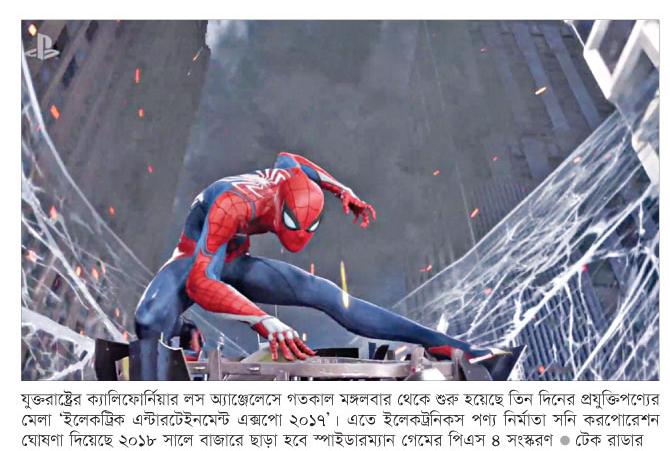 যুক্তরাষ্ট্রের ক্যালিফোর্নিয়ার লস অ্যাঞ্জেলেসে গতকাল মঙ্গলবার থেকে শুরু হয়েছে তিন দিনের প্রযুক্তিপণ্যের
মেলা ‘ইলেকট্রিক এন্টারটেইনমেন্ট এক্সপো ২০১৭’। এতে ইলেকট্রনিকস পণ্য নির্মাতা সনি করপোরেশন
ঘোষণা দিয়েছে ২০১৮ সালে বাজারে ছাড়া হবে স্পাইডারম্যান গেমের পিএস ৪ সংস্করণ ● টেক রাডার